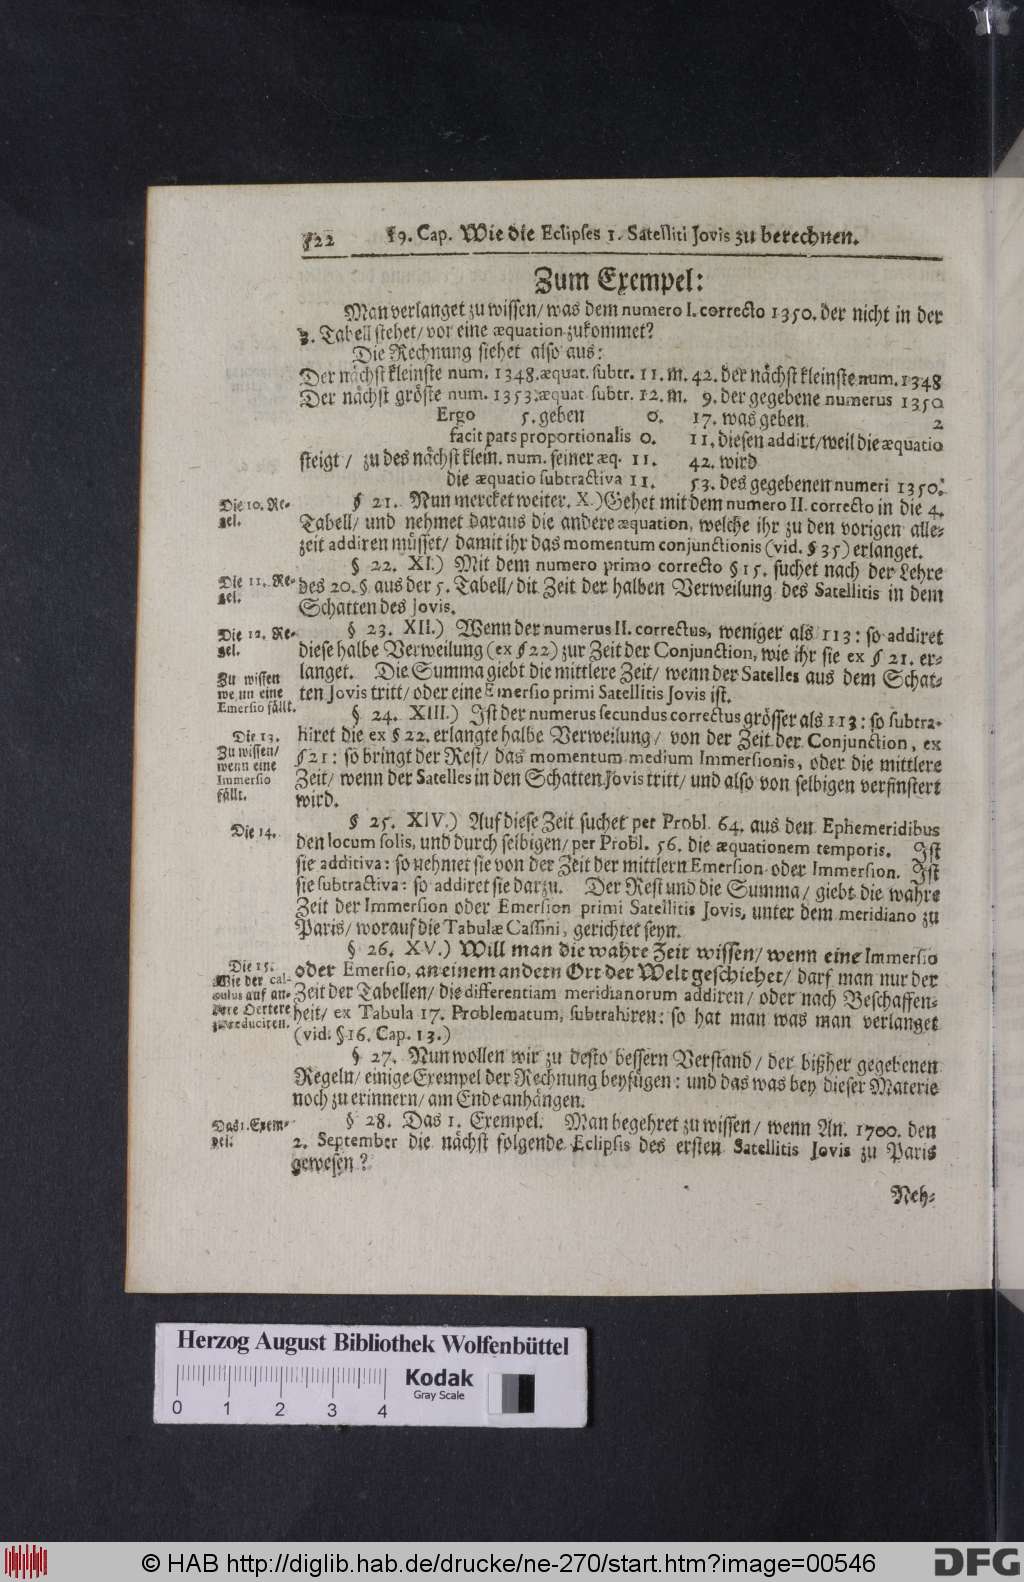 522 19. Cap. Wie die Eclipses 1. Satelliti Jovis zu berechnen.
Zum Exempel:
Man verlanget zu wissen/ was dem numero I. correcto 1350. der nicht in der
3. Tabell stehet/ vor eine æquation zukommet?
Die Rechnung siehet also aus:
Der nächst kleinste num. 1348. æquat. subtr. 11. m. 42. der nächst kleinste num. 1348
Der nächst gröste num. 1353. æquat. subtr. 12. m. 9. der gegebene numerus 1350
Ergo 5. geben 0. 17. was geben. 2
facit pars proportionalis 0. 11. diesen addirt/ weil die æquatio
steigt/ zu des nächst klein. num. seiner æq. 11. 42. wird
die æquatio subtractiva 11. 53. des gegebenen numeri 1350.
Die 10. Re-
gel.
§ 21. Nun mercket weiter. X.) Gehet mit dem numero II. correcto in die 4.
Tabell/ und nehmet daraus die andere æquation, welche ihr zu den vorigen alle-
zeit addiren müsset/ damit ihr das momentum conjunctionis (vid. § 35) erlanget.
Die 11. Re-
gel.
§ 22. XI.) Mit dem numero primo correcto § 15. suchet nach der Lehre
des 20. § aus der 5. Tabell/ dit Zeit der halben Verweilung des Satellitis in dem
Schatten des Jovis.
Die 12. Re-
gel.
Zu wissen
wenn eine
Emersio fällt.
§ 23. XII.) Wenn der numerus II. correctus, weniger als 113: so addiret
diese halbe Verweilung (ex § 22) zur Zeit der Conjunction, wie ihr sie ex § 21. er-
langet. Die Summa giebt die mittlere Zeit/ wenn der Satelles aus dem Schat-
ten Jovis tritt/ oder eine Emersio primi Satellitis Jovis ist.
Die 13.
Zu wissen/
wenn eine
Immersio
fällt.
§ 24. XIII.) Ist der numerus secundus correctus grösser als 113: so subtra-
hiret die ex § 22. erlangte halbe Verweilung/ von der Zeit der Conjunction, ex
§ 21: so bringt der Rest/ das momentum medium Immersionis, oder die mittlere
Zeit/ wenn der Satelles in den Schatten Jovis tritt/ und also von selbigen verfinstert
wird.
Die 14.
§ 25. XIV.) Auf diese Zeit suchet per Probl. 64. aus den Ephemeridibus
den locum solis, und durch selbigen/ per Probl. 56. die æquationem temporis. Ist
sie additiva: so nehmet sie von der Zeit der mittlern Emersion oder Immersion. Ist
sie subtractiva: so addiret sie darzu. Der Rest und die Summa/ giebt die wahre
Zeit der Immersion oder Emersion primi Satellitis Jovis, unter dem meridiano zu
Paris/ worauf die Tabulæ Cassini, gerichtet seyn.
Die 15.
Wie der cal-
culus auf an-
dere Oertere
zu reduciren.
§ 26. XV.) Will man die wahre Zeit wissen/ wenn eine Immersio
oder Emersio, an einem andern Ort der Welt geschiehet/ darf man nur der
Zeit der Tabellen/ die differentiam meridianorum addiren/ oder nach Beschaffen-
heit/ ex Tabula 17. Problematum, subtrahiren: so hat man was man verlanget
(vid. § 16. Cap. 13.)
§ 27. Nun wollen wir zu desto bessern Verstand/ der bißher gegebenen
Regeln/ einige Exempel der Rechnung beyfügen: und das was bey dieser Materie
noch zu erinnern/ am Ende anhängen.
Das 1. Exem-
pel.
§ 28. Das 1. Exempel. Man begehret zu wissen/ wenn An. 1700. den
2. September die nächst folgende Eclipsis des ersten Satellitis Jovis zu Paris
gewesen?
Neh-
Herzog August Bibliothek Wolfenbüttel
Kodak
Gray Scale
0 1 2 3 4
© HAB http://diglib.hab.de/drucke/ne-270/start.htm?image=00546
DFG